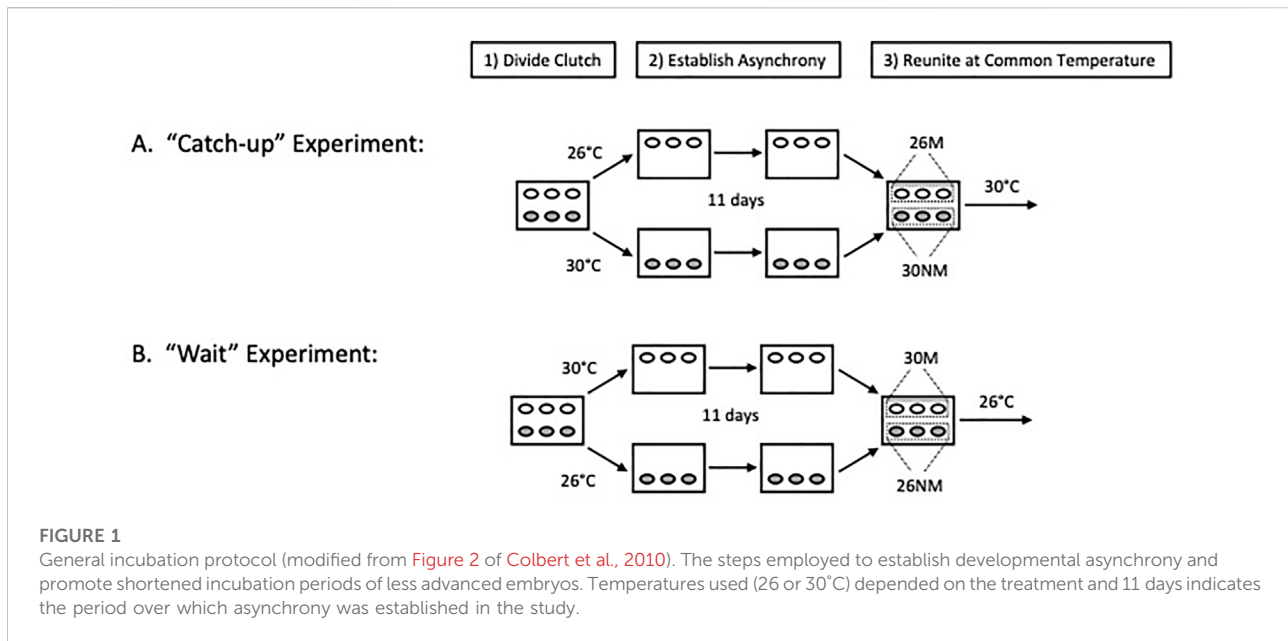 1) Divide Clutch
2) Establish Asynchrony
3) Reunite at Common Temperature
A. “Catch-up” Experiment:
26°C
11 days
30°C
26M
30NM
30°C
B. “Wait” Experiment:
30°C
11 days
26°C
30M
26NM
26°C
FIGURE 1
General incubation protocol (modified from Figure 2 of Colbert et al., 2010). The steps employed to establish developmental asynchrony and
promote shortened incubation periods of less advanced embryos. Temperatures used (26 or 30°C) depended on the treatment and 11 days indicates
the period over which asynchrony was established in the study.